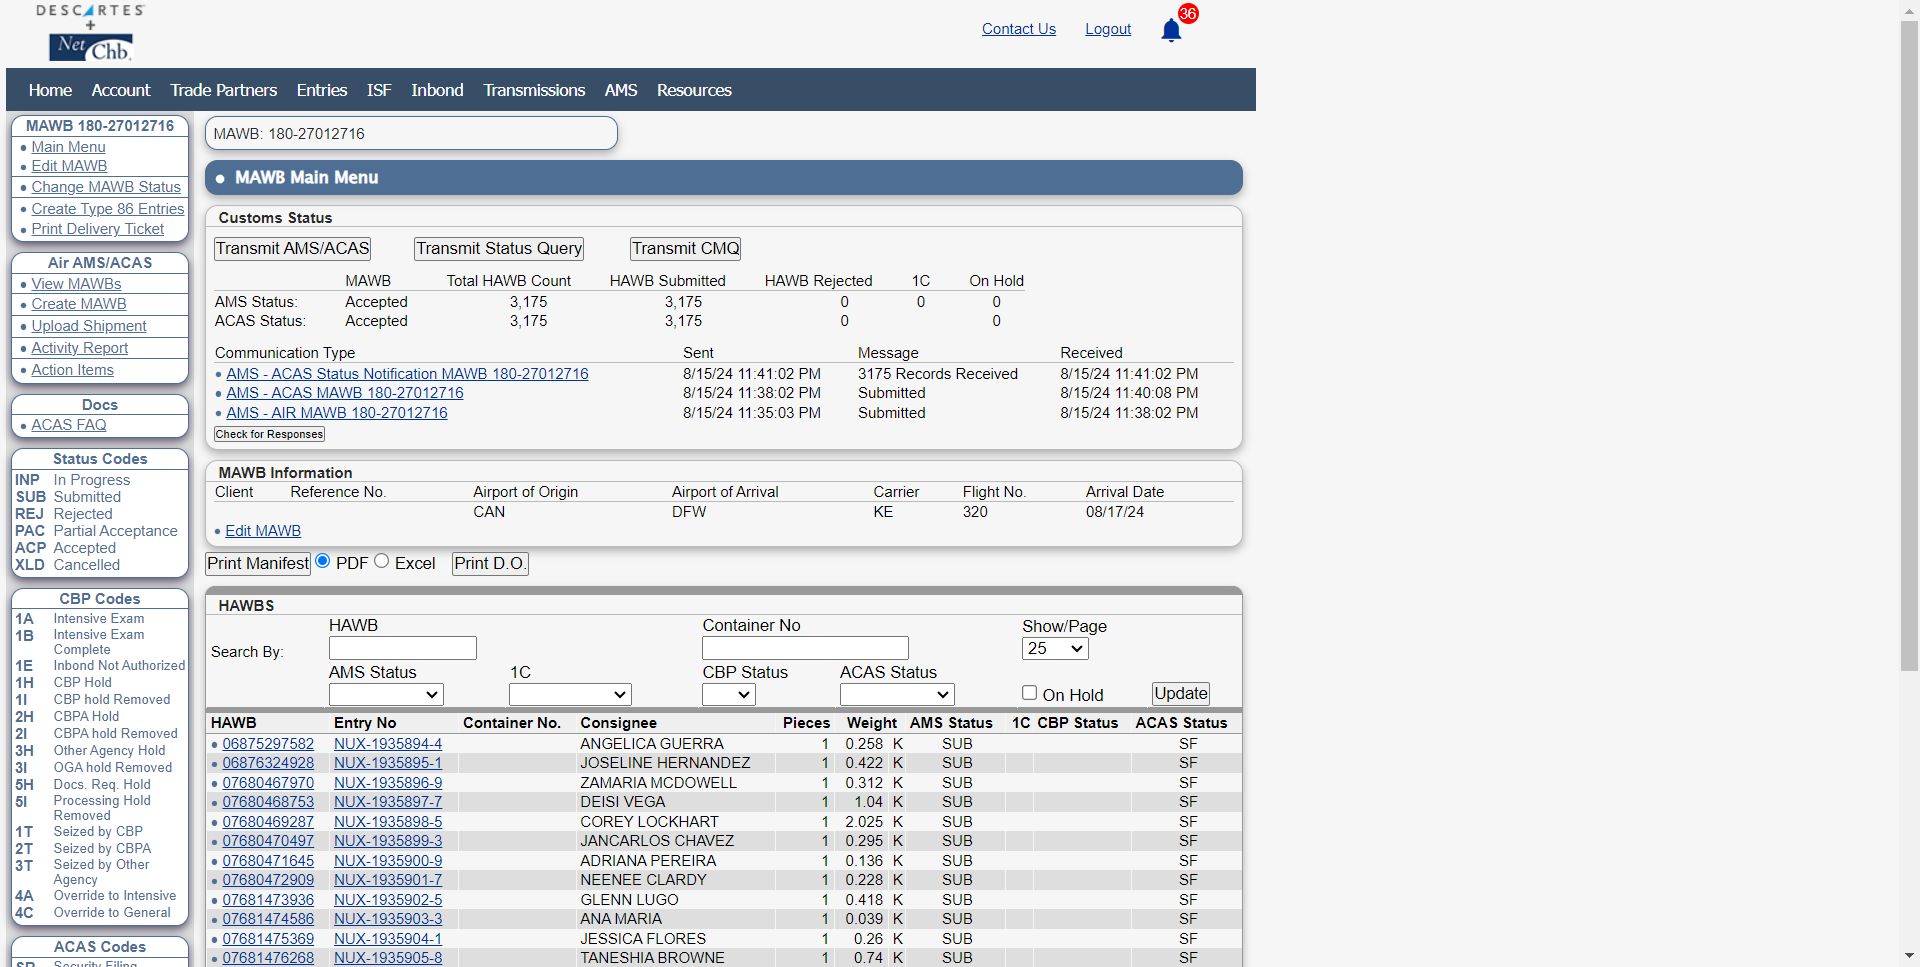 DESCARTES
+
Net Chb.
Contact Us Logout 36
Home Account Trade Partners Entries ISF Inbond Transmissions AMS Resources
MAWB 180-27012716
Main Menu
Edit MAWB
Change MAWB Status
Create Type 86 Entries
Print Delivery Ticket
Air AMS/ACAS
View MAWBs
Create MAWB
Upload Shipment
Activity Report
Action Items
Docs
ACAS FAQ
Status Codes
INP In Progress
SUB Submitted
REJ Rejected
PAC Partial Acceptance
ACP Accepted
XLD Cancelled
CBP Codes
1A Intensive Exam
1B Intensive Exam
Complete
1E Inbond Not Authorized
1H CBP Hold
1I CBP hold Removed
2H CBPA Hold
2I CBPA hold Removed
3H Other Agency Hold
3I OGA hold Removed
5H Docs. Req. Hold
5I Processing Hold
Removed
1T Seized by CBP
2T Seized by CBPA
3T Seized by Other
Agency
4A Override to Intensive
4C Override to General
ACAS Codes
SR Security Filing
MAWB: 180-27012716
MAWB Main Menu
Customs Status
Transmit AMS/ACAS Transmit Status Query Transmit CMQ
MAWB Total HAWB Count HAWB Submitted HAWB Rejected 1C On Hold
AMS Status: Accepted 3,175 3,175 0 0 0
ACAS Status: Accepted 3,175 3,175 0 0
Communication Type Sent Message Received
AMS - ACAS Status Notification MAWB 180-27012716 8/15/24 11:41:02 PM 3175 Records Received 8/15/24 11:41:02 PM
AMS - ACAS MAWB 180-27012716 8/15/24 11:38:02 PM Submitted 8/15/24 11:40:08 PM
AMS - AIR MAWB 180-27012716 8/15/24 11:35:03 PM Submitted 8/15/24 11:38:02 PM
Check for Responses
MAWB Information
Client Reference No. Airport of Origin Airport of Arrival Carrier Flight No. Arrival Date
CAN DFW KE 320 08/17/24
Edit MAWB
Print Manifest PDF Excel Print D.O.
HAWBS
HAWB Container No Show/Page
Search By: 25
AMS Status 1C CBP Status ACAS Status
On Hold Update
HAWB Entry No Container No. Consignee Pieces Weight AMS Status 1C CBP Status ACAS Status
06875297582 NUX-1935894-4 ANGELICA GUERRA 1 0.258 K SUB SF
06876324928 NUX-1935895-1 JOSELINE HERNANDEZ 1 0.422 K SUB SF
07680467970 NUX-1935896-9 ZAMARIA MCDOWELL 1 0.312 K SUB SF
07680468753 NUX-1935897-7 DEISI VEGA 1 1.04 K SUB SF
07680469287 NUX-1935898-5 COREY LOCKHART 1 2.025 K SUB SF
07680470497 NUX-1935899-3 JANCARLOS CHAVEZ 1 0.295 K SUB SF
07680471645 NUX-1935900-9 ADRIANA PEREIRA 1 0.136 K SUB SF
07680472909 NUX-1935901-7 NEENEE CLARDY 1 0.228 K SUB SF
07681473936 NUX-1935902-5 GLENN LUGO 1 0.418 K SUB SF
07681474586 NUX-1935903-3 ANA MARIA 1 0.039 K SUB SF
07681475369 NUX-1935904-1 JESSICA FLORES 1 0.26 K SUB SF
07681476268 NUX-1935905-8 TANESHIA BROWNE 1 0.74 K SUB SF